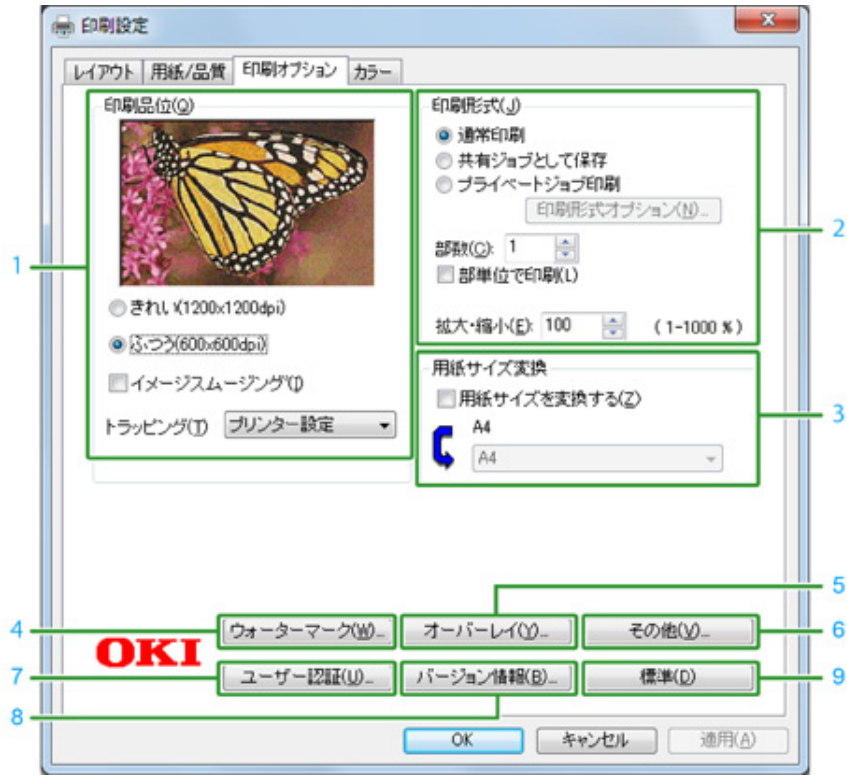 印刷設定
レイアウト 用紙/品質 印刷オプション カラー
印刷品位(Q)
きれい(1200x1200dpi)
ふつう(600x600dpi)
イメージスムージング(I)
トラッピング(T) プリンター設定
1
印刷形式(J)
通常印刷
共有ジョブとして保存
プライベートジョブ印刷
印刷形式オプション(N)...
部数(C): 1
部単位で印刷(L)
拡大・縮小(E): 100 (1-1000 %)
2
用紙サイズ変換
用紙サイズを変換する(Z)
A4
A4
3
5
4 ウォーターマーク(W)... オーバーレイ(Y)... その他(V)... 6
OKI
7 ユーザー認証(U)... バージョン情報(B)... 標準(D) 9
8
OK キャンセル 適用(A)